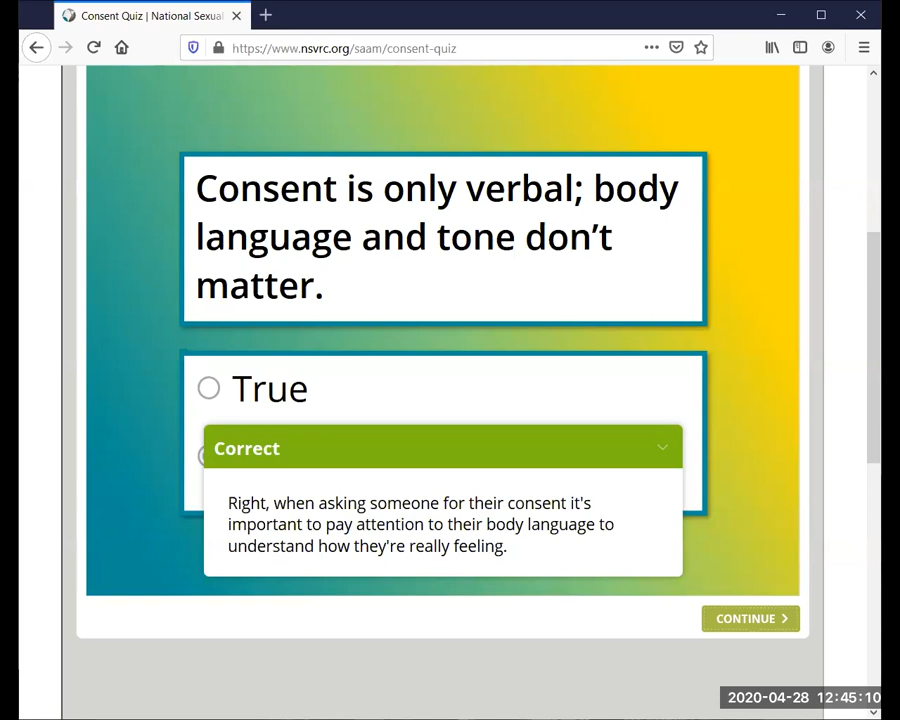 Consent Quiz | National Sexual
https://www.nsvrc.org/saam/consent-quiz
Consent is only verbal; body
language and tone don’t
matter.
True
Correct
Right, when asking someone for their consent it's
important to pay attention to their body language to
understand how they're really feeling.
CONTINUE
2020-04-28 12:45:10